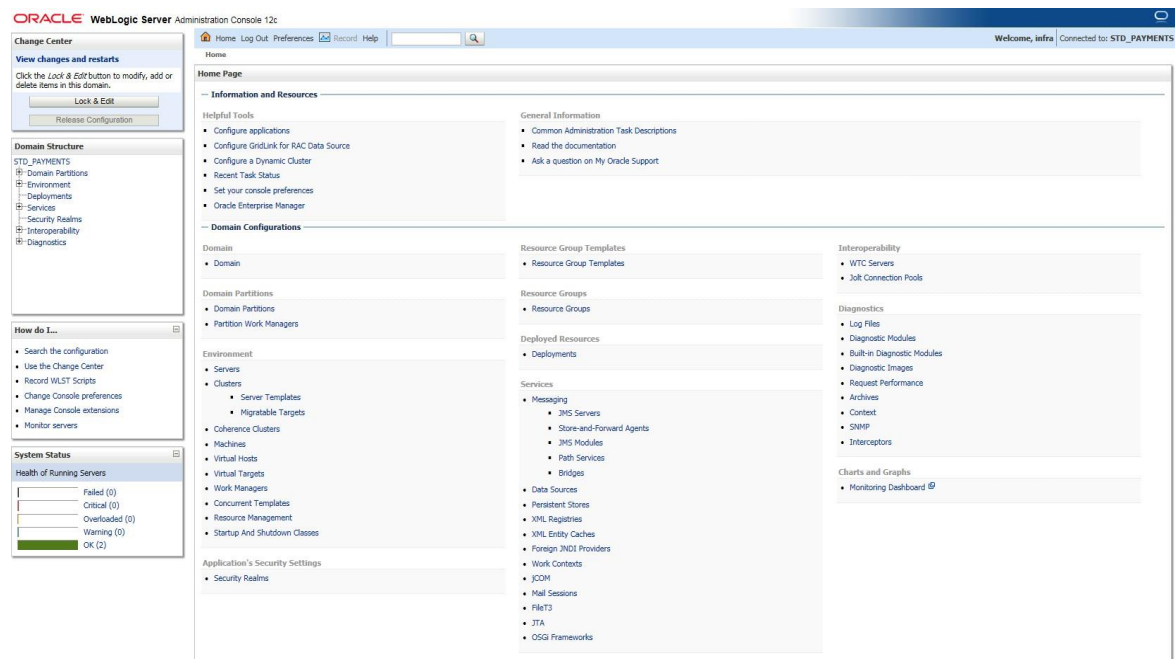 ORACLE WebLogic Server Administration Console 12c
Change Center
View changes and restarts
Click the Lock & Edit button to modify, add or
delete items in this domain.
Lock & Edit
Release Configuration
Domain Structure
STD_PAYMENTS
Domain Partitions
Environment
Deployments
Services
Security Realms
Interoperability
Diagnostics
How do I...
Search the configuration
Use the Change Center
Record WLST Scripts
Change Console preferences
Manage Console extensions
Monitor servers
System Status
Health of Running Servers
Failed (0)
Critical (0)
Overloaded (0)
Warning (0)
OK (2)
Home Log Out Preferences Record Help
Welcome, infra Connected to: STD_PAYMENTS
Home
Home Page
Information and Resources
Helpful Tools
Configure applications
Configure GridLink for RAC Data Source
Configure a Dynamic Cluster
Recent Task Status
Set your console preferences
Oracle Enterprise Manager
General Information
Common Administration Task Descriptions
Read the documentation
Ask a question on My Oracle Support
Domain Configurations
Domain
Domain
Domain Partitions
Domain Partitions
Partition Work Managers
Environment
Servers
Clusters
Server Templates
Migratable Targets
Coherence Clusters
Machines
Virtual Hosts
Virtual Targets
Work Managers
Concurrent Templates
Resource Management
Startup And Shutdown Classes
Application's Security Settings
Security Realms
Resource Group Templates
Resource Group Templates
Resource Groups
Resource Groups
Deployed Resources
Deployments
Services
Messaging
JMS Servers
Store-and-Forward Agents
JMS Modules
Path Services
Bridges
Data Sources
Persistent Stores
XML Registries
XML Entity Caches
Foreign JNDI Providers
Work Contexts
jCOM
Mail Sessions
FileT3
JTA
OSGi Frameworks
Interoperability
WTC Servers
Jolt Connection Pools
Diagnostics
Log Files
Diagnostic Modules
Built-in Diagnostic Modules
Diagnostic Images
Request Performance
Archives
Context
SNMP
Interceptors
Charts and Graphs
Monitoring Dashboard